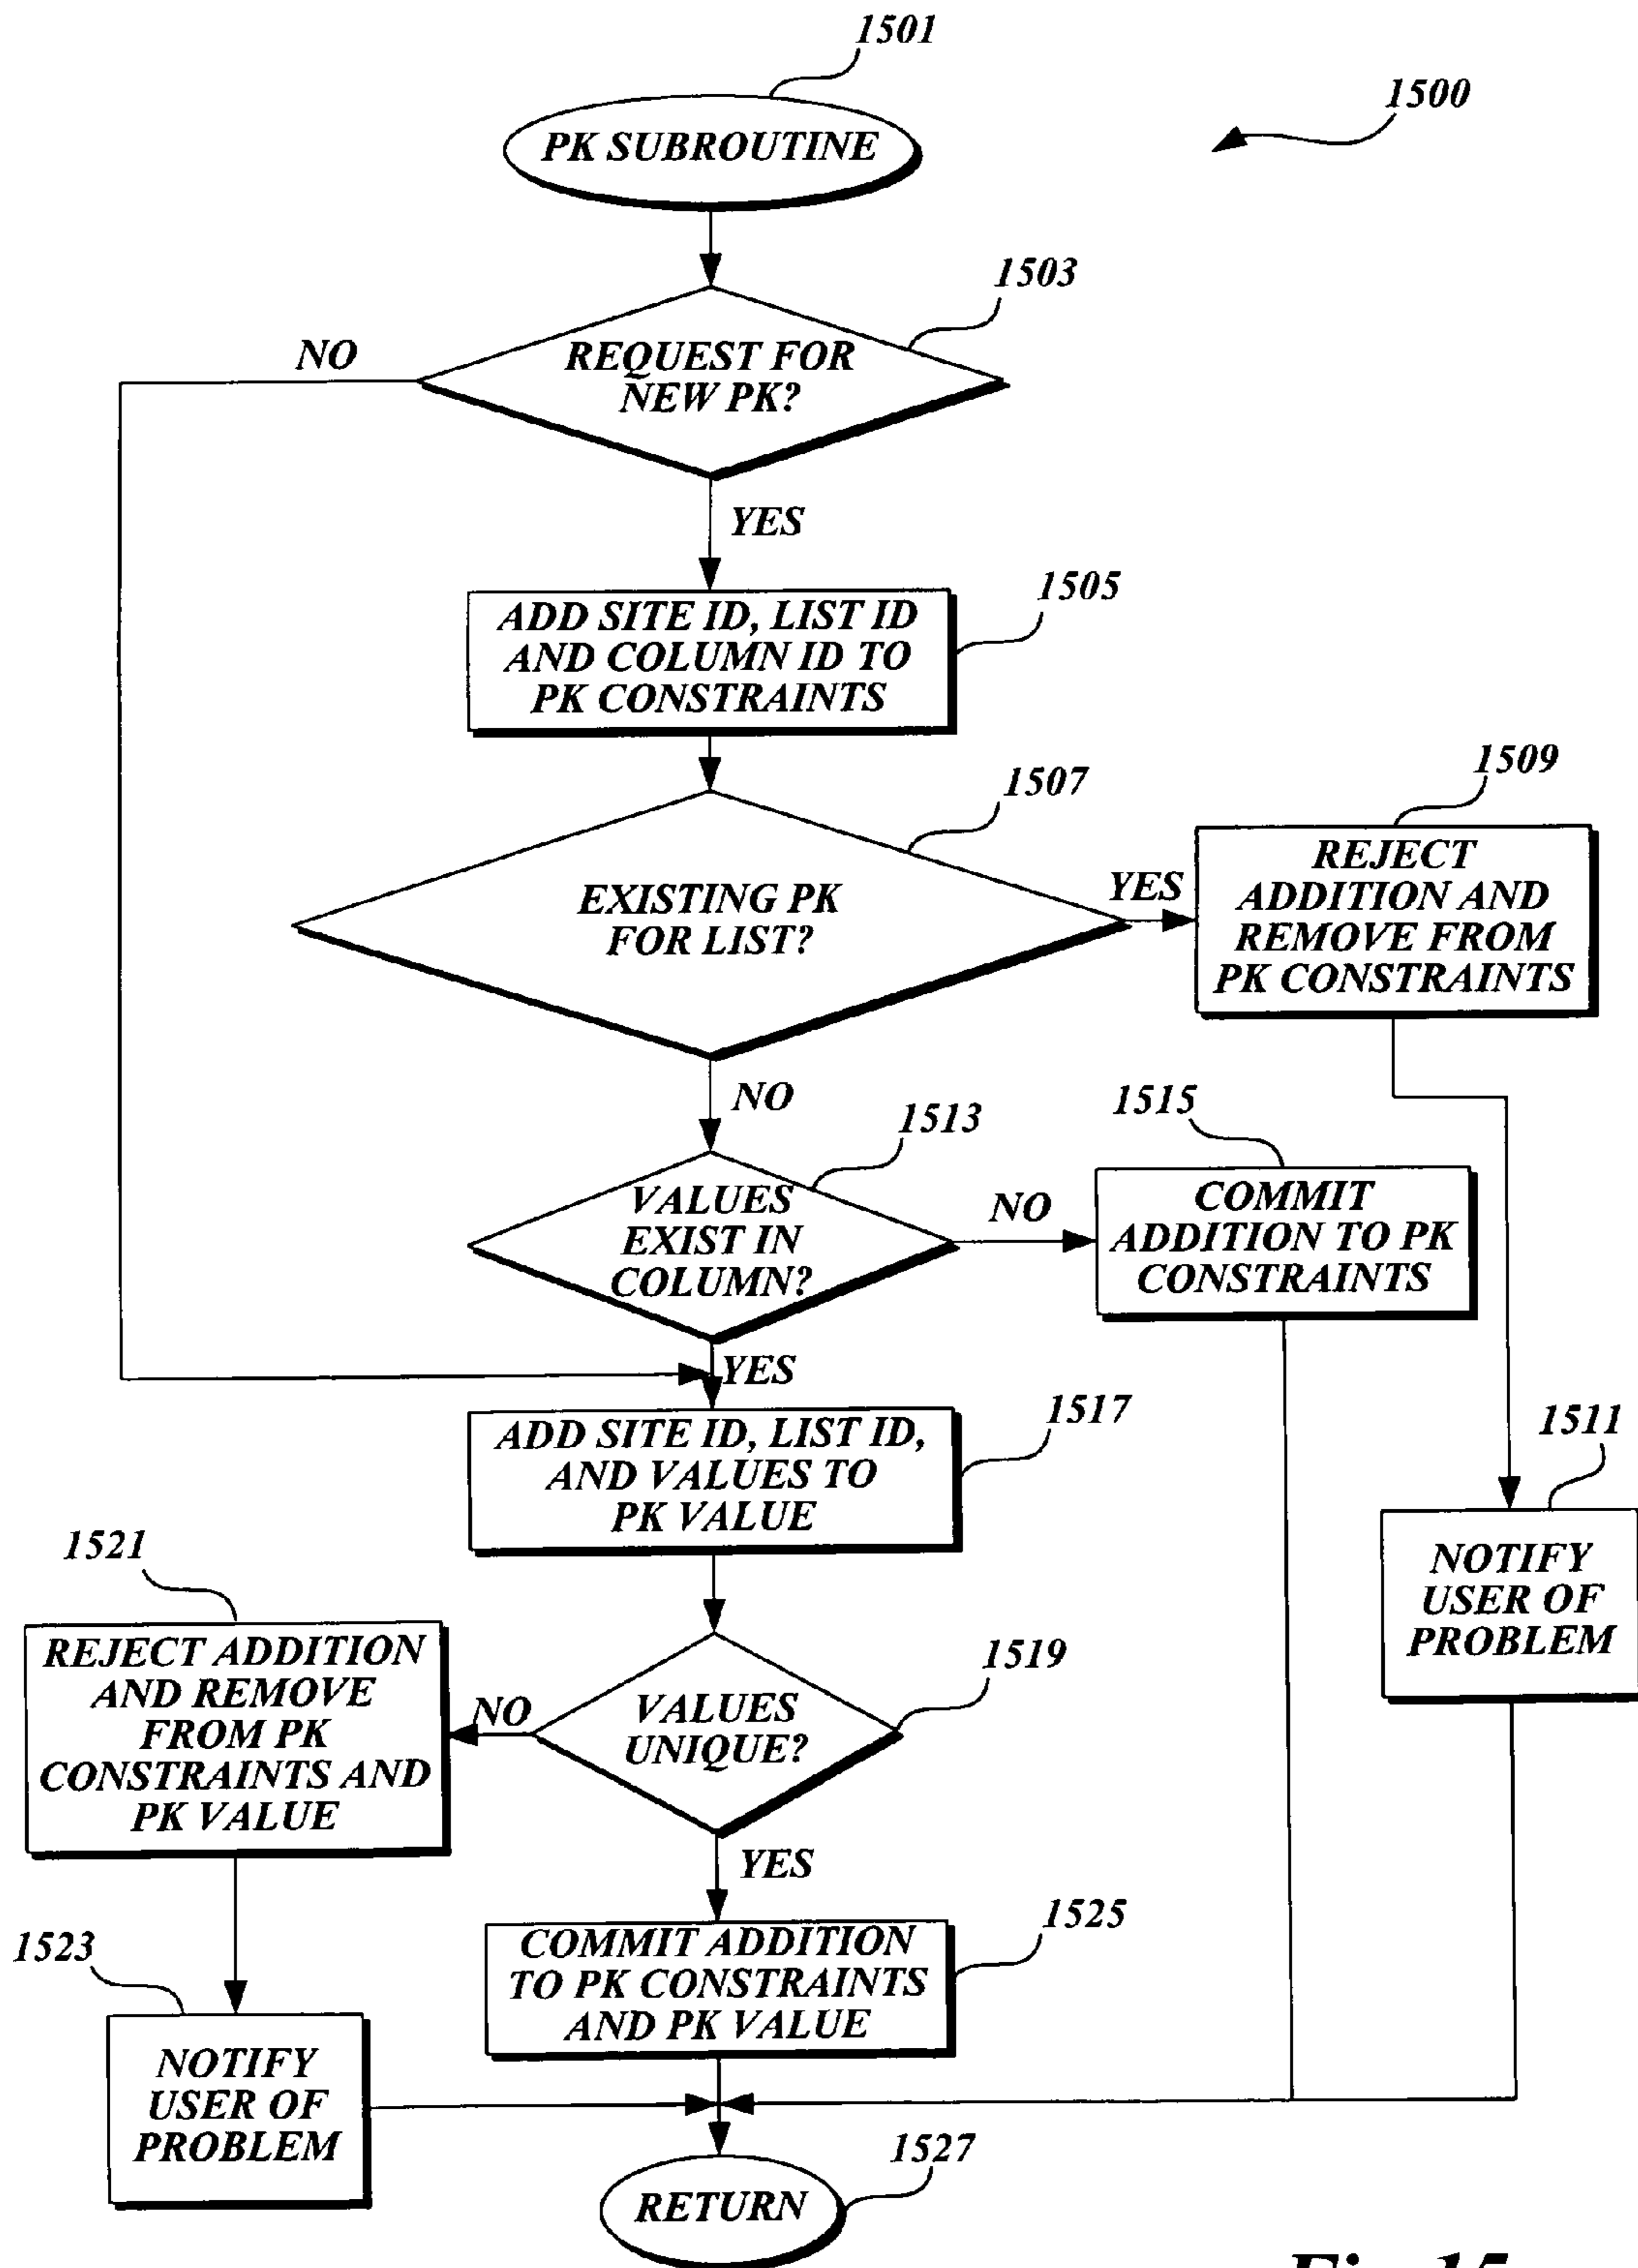 1501
1500
PK SUBROUTINE
1503
NO
REQUEST FOR
NEW PK?
YES
1505
ADD SITE ID, LIST ID
AND COLUMN ID TO
PK CONSTRAINTS
1507
1509
EXISTING PK
FOR LIST?
YES
REJECT
ADDITION AND
REMOVE FROM
PK CONSTRAINTS
NO
1513
1515
VALUES
EXIST IN
COLUMN?
NO
COMMIT
ADDITION TO PK
CONSTRAINTS
YES
1517
1511
ADD SITE ID, LIST ID,
AND VALUES TO
PK VALUE
NOTIFY
USER OF
PROBLEM
1521
1519
REJECT ADDITION
AND REMOVE
FROM PK
CONSTRAINTS AND
PK VALUE
NO
VALUES
UNIQUE?
YES
1523
1525
COMMIT ADDITION
TO PK CONSTRAINTS
AND PK VALUE
NOTIFY
USER OF
PROBLEM
1527
RETURN
Fig. 15